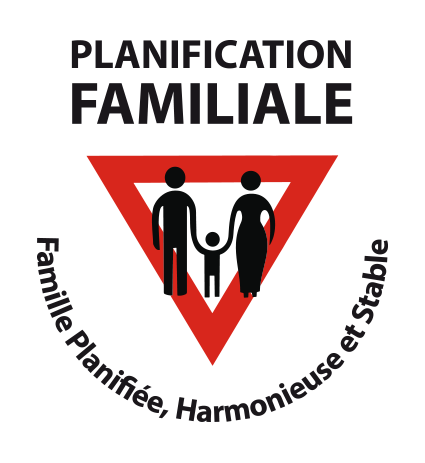 PLANIFICATION
FAMILIALE
Famille Planifiée, Harmonieuse et Stable